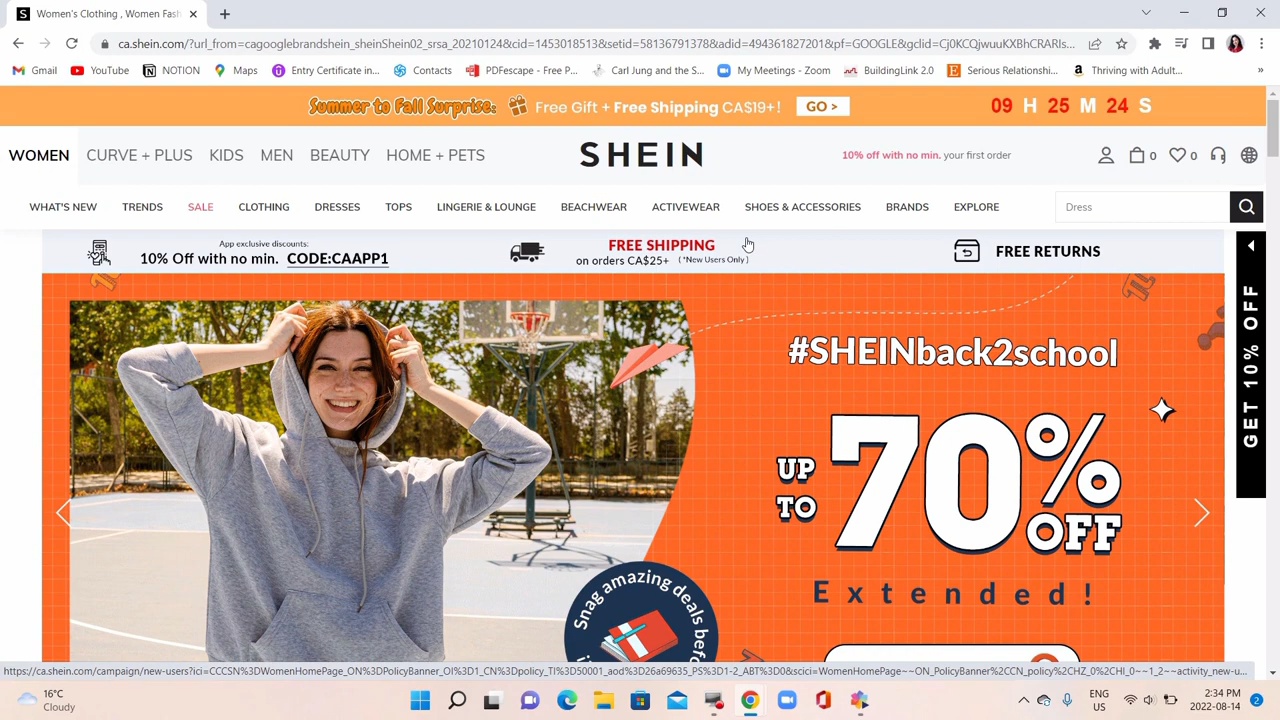 Women's Clothing , Women Fash
ca.shein.com/?url_from=cagooglebrandshein_sheinShein02_srsa_20210124&cid=1453018513&setid=581367913788&adid=494361827201&pf=GOOGLE&gclid=Cj0KCQjwuuKXBhCRARIs...
Gmail YouTube NOTION Maps Entry Certificate in... Contacts PDFescape - Free P... Carl Jung and the S... My Meetings - Zoom BuildingLink 2.0 Serious Relationshi... Thriving with Adult... »
Summer to Fall Surprise: Free Gift + Free Shipping CA$19+! GO > 09 H 25 M 24 S
WOMEN CURVE + PLUS KIDS MEN BEAUTY HOME + PETS SHEIN 10% off with no min. your first order 0 0
WHAT'S NEW TRENDS SALE CLOTHING DRESSES TOPS LINGERIE & LOUNGE BEACHWEAR ACTIVEWEAR SHOES & ACCESSORIES BRANDS EXPLORE Dress
App exclusive discounts:
10% Off with no min. CODE:CAAPP1
FREE SHIPPING
on orders CA$25+ (*New Users Only)
FREE RETURNS
GET 10% OFF
#SHEINback2school
UP TO 70% OFF
Extended!
Snag amazing deals bef
https://ca.shein.com/campaign/new-users?ici=CCCSN%3DWomenHomePage_ON%3DPolicyBanner_OI%3D1_CN%3Dpolicy_TI%3D50001_aod%3D26a69635_PS%3D1-2_ABT%3D0&scici=WomenHomePage~~ON_PolicyBanner%2CCN_policy%2CHZ_0%2CHI_0~~1_2~~activity_new-u...
16°C
Cloudy
ENG
US
2:34 PM
2022-08-14
2